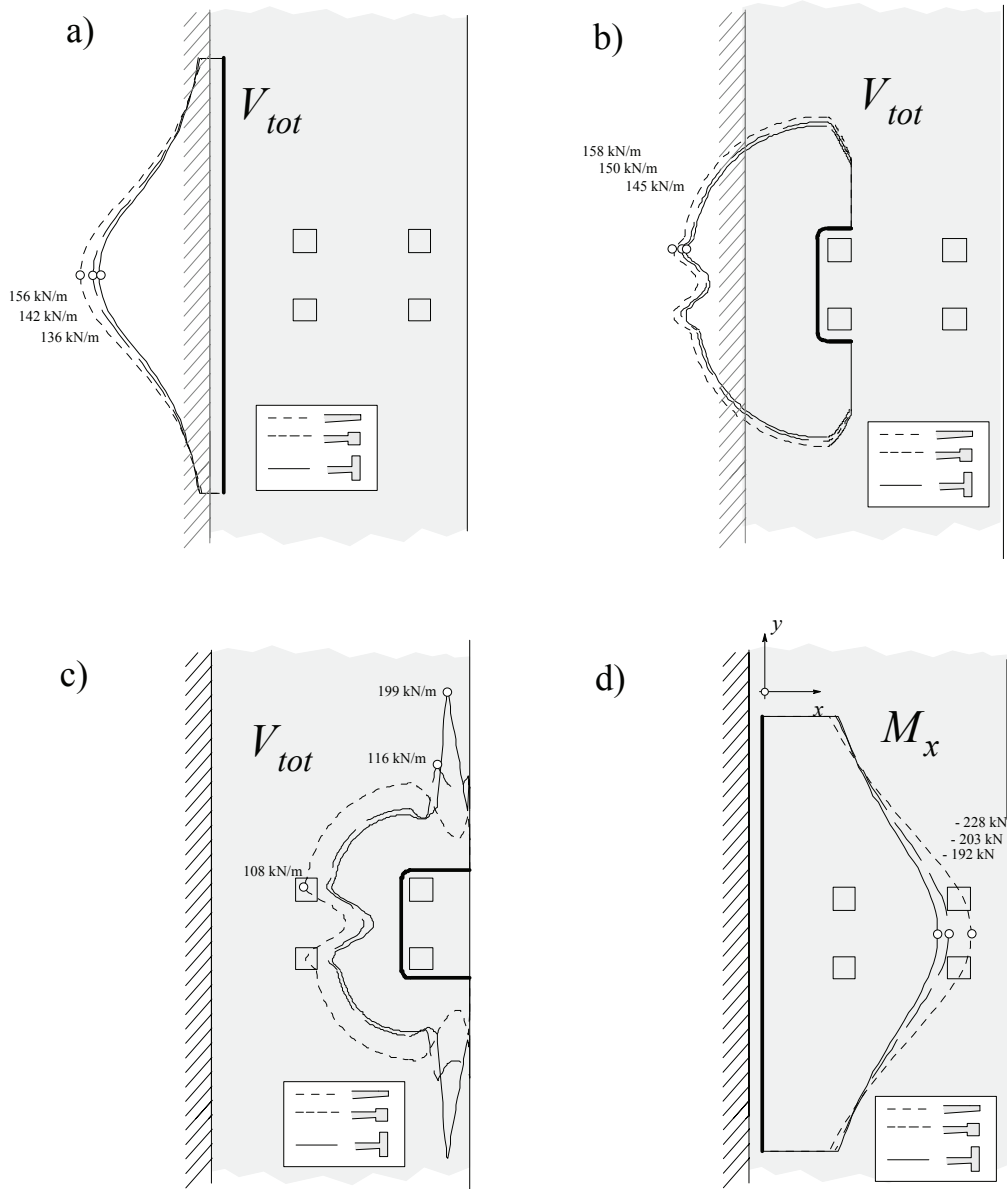 a)
V_tot
156 kN/m
142 kN/m
136 kN/m
b)
V_tot
158 kN/m
150 kN/m
145 kN/m
c)
V_tot
199 kN/m
116 kN/m
108 kN/m
d)
y
x
M_x
- 228 kN
- 203 kN
- 192 kN